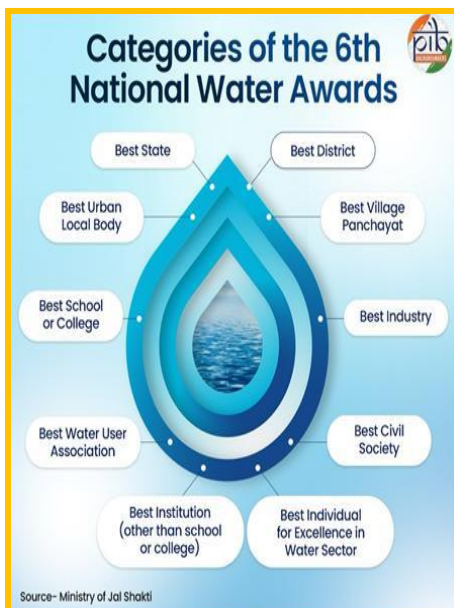 Categories of the 6th
National Water Awards
pib
Best State
Best District
Best Urban
Local Body
Best Village
Panchayat
Best School
or College
Best Industry
Best Water User
Association
Best Civil
Society
Best Institution
(other than school
or college)
Best Individual
for Excellence in
Water Sector
Source- Ministry of Jal Shakti